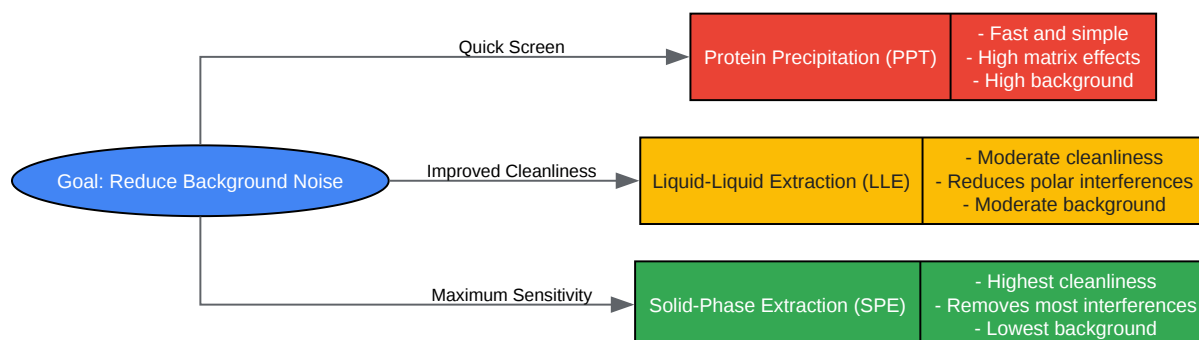 Quick Screen
Protein Precipitation (PPT)
- Fast and simple
- High matrix effects
- High background
Goal: Reduce Background Noise
Improved Cleanliness
Liquid-Liquid Extraction (LLE)
- Moderate cleanliness
- Reduces polar interferences
- Moderate background
Maximum Sensitivity
Solid-Phase Extraction (SPE)
- Highest cleanliness
- Removes most interferences
- Lowest background